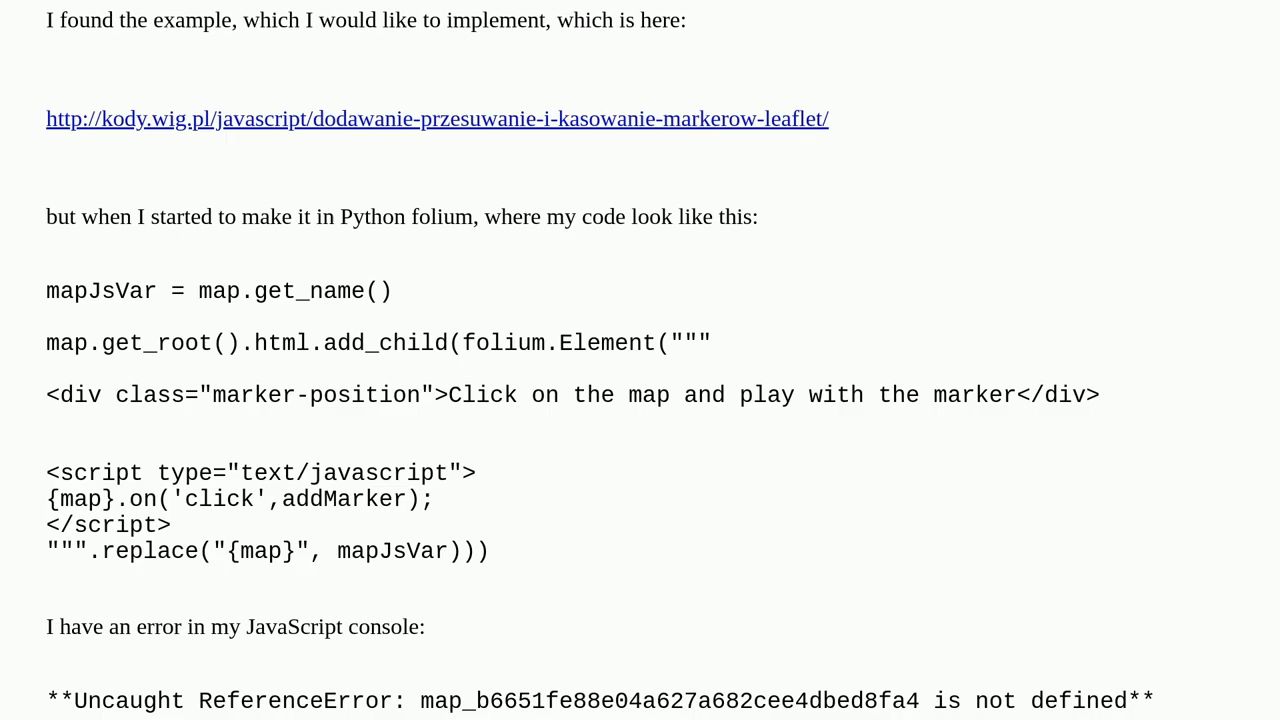 I found the example, which I would like to implement, which is here:
http://kody.wig.pl/javascript/dodawanie-przesuwanie-i-kasowanie-markerow-leaflet/
but when I started to make it in Python folium, where my code look like this:
mapJsVar = map.get_name()
map.get_root().html.add_child(folium.Element("""
<div class="marker-position">Click on the map and play with the marker</div>
<script type="text/javascript">
{map}.on('click',addMarker);
</script>
""".replace("{map}", mapJsVar)))
I have an error in my JavaScript console:
**Uncaught ReferenceError: map_b6651fe88e04a627a682cee4dbed8fa4 is not defined**